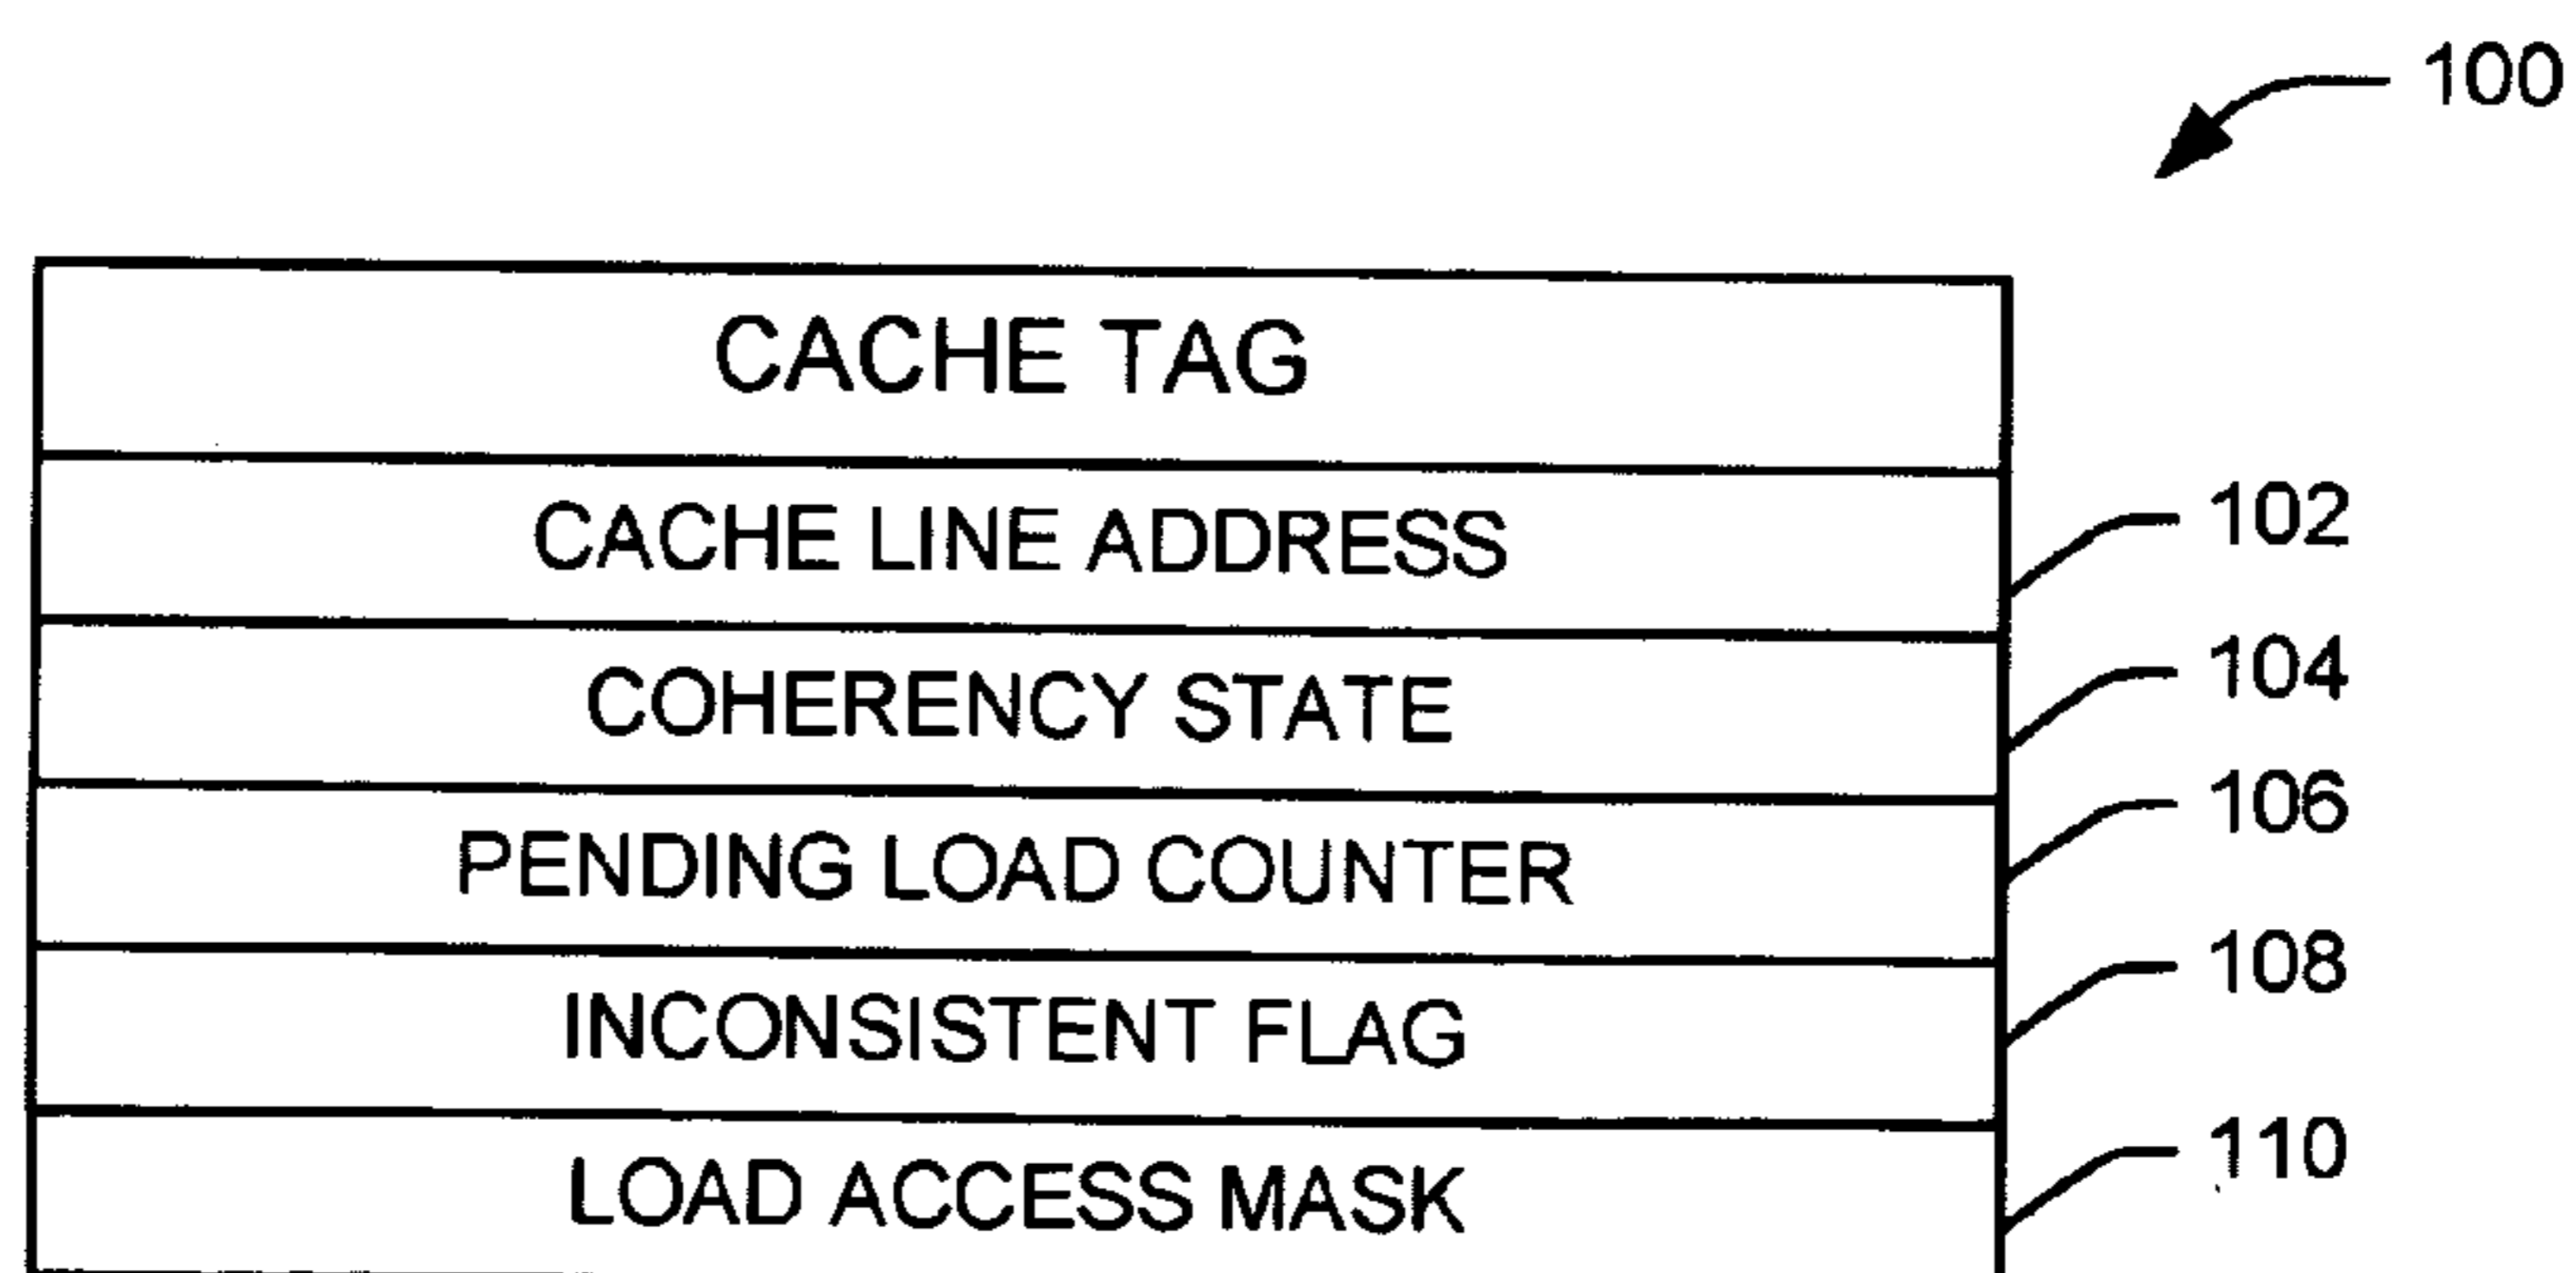 100
CACHE TAG
CACHE LINE ADDRESS 102
COHERENCY STATE 104
PENDING LOAD COUNTER 106
INCONSISTENT FLAG 108
LOAD ACCESS MASK 110